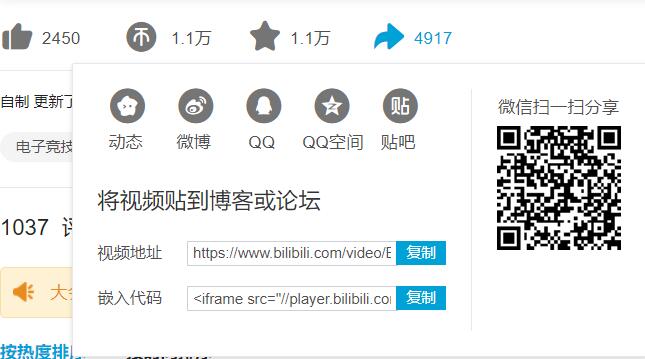 2450 1.1万 1.1万 4917
自制 更新了
电子竞技
动态 微博 QQ QQ空间 贴吧
微信扫一扫分享
将视频贴到博客或论坛
视频地址 https://www.bilibili.com/video/ 复制
嵌入代码 <iframe src="//player.bilibili.co 复制
1037
按热度排